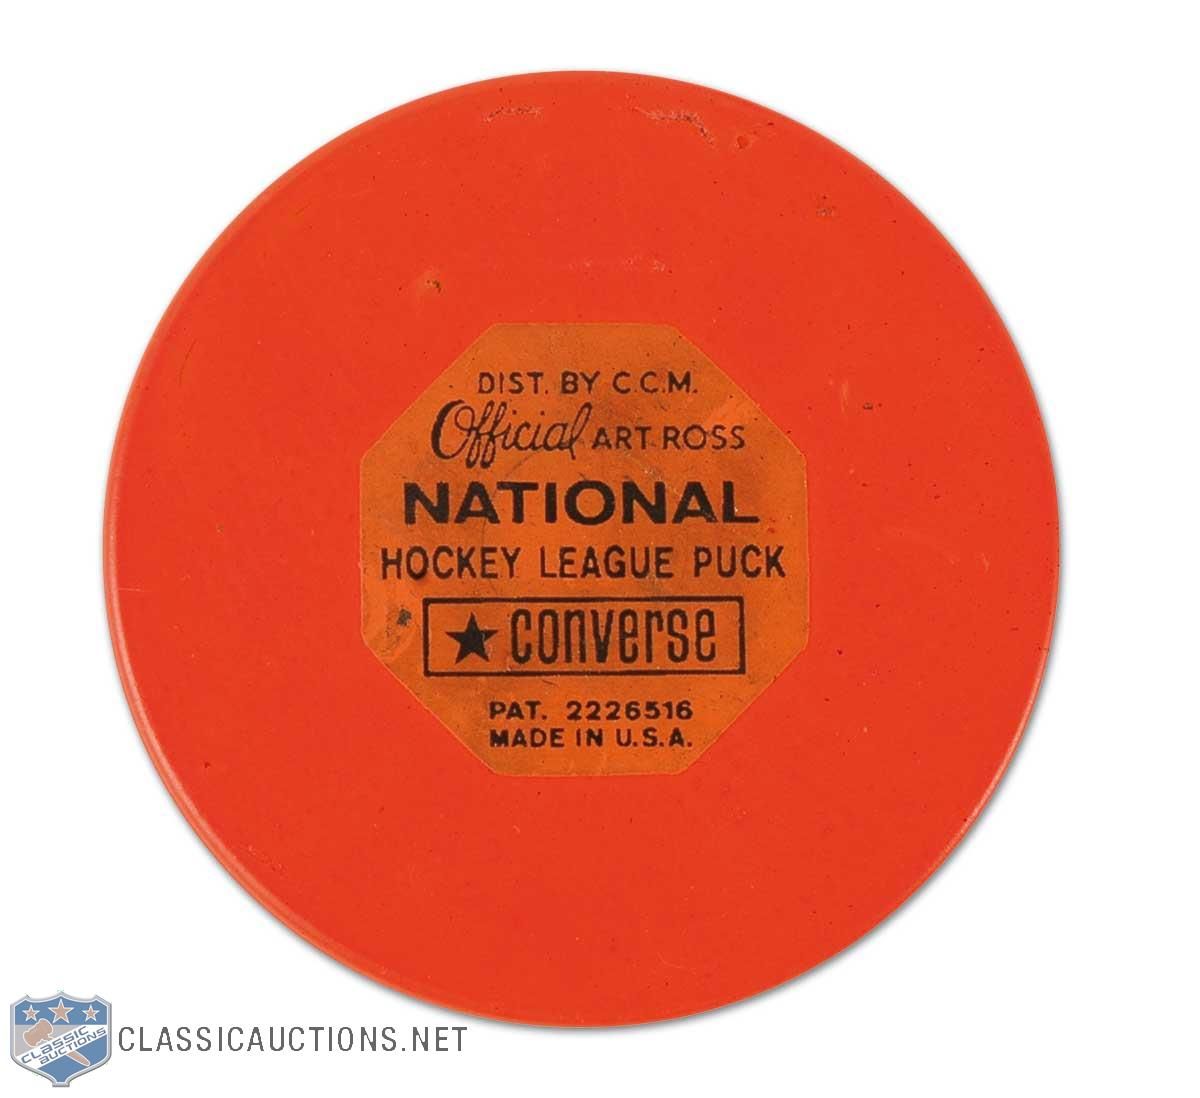 DIST. BY C.C.M.
Official ART ROSS
NATIONAL
HOCKEY LEAGUE PUCK
★ converse
PAT. 2226516
MADE IN U.S.A.
CLASSIC AUCTIONS
CLASSICAUCTIONS.NET